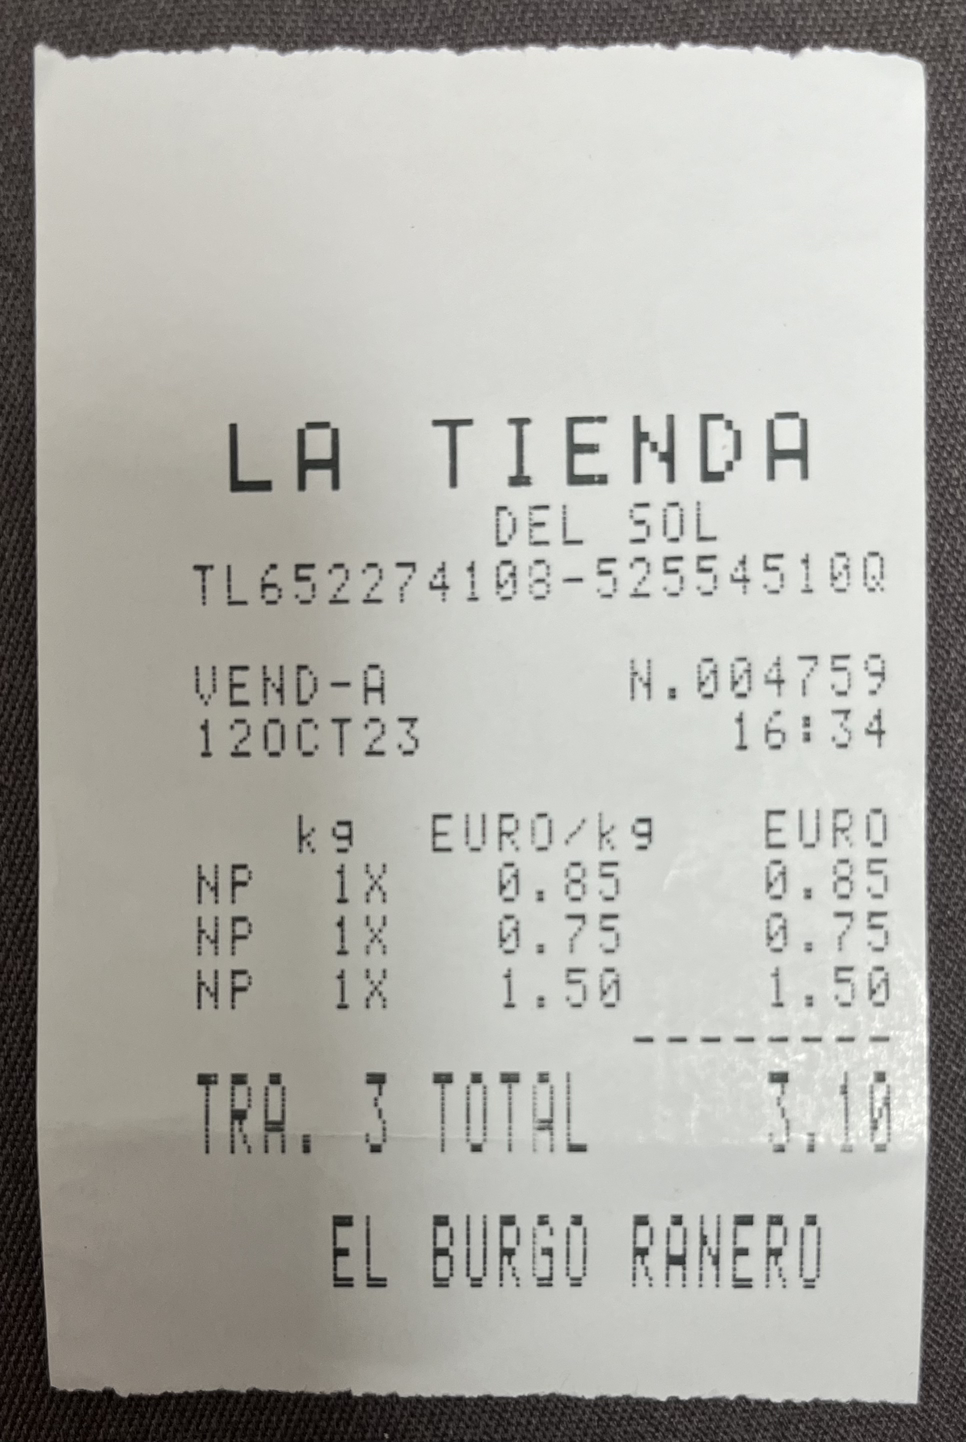 LA TIENDA
DEL SOL
TL652274108-52554510Q
VEND-A N.004759
12OCT23 16:34
kg EURO/kg EURO
NP 1X 0.85 0.85
NP 1X 0.75 0.75
NP 1X 1.50 1.50
--------
TRA. 3 TOTAL 3.10
EL BURGO RANERO